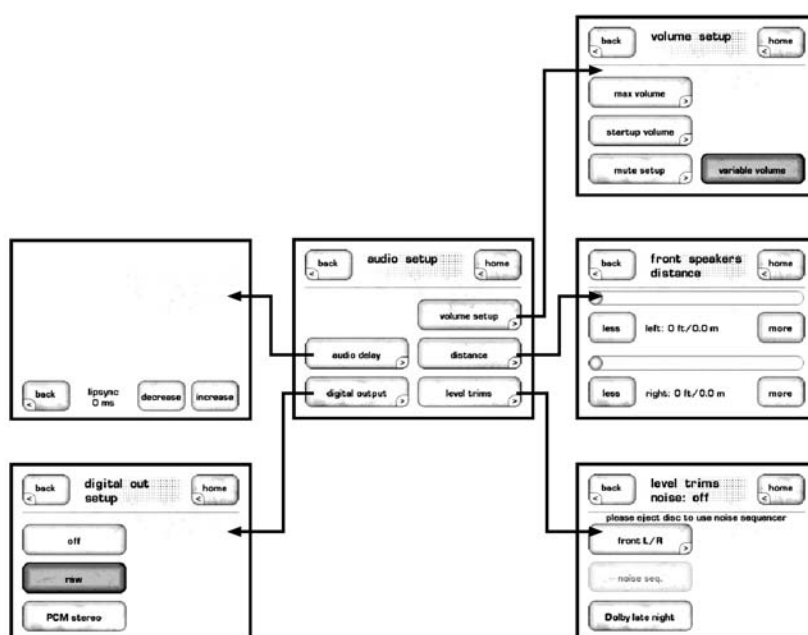 back
<
volume setup
home
<
max volume
>
startup volume
>
mute setup
>
variable volume
back
<
lipsync
0 ms
decrease
increase
back
<
audio setup
home
<
volume setup
>
audio delay
>
distance
>
digital output
>
level trims
>
back
<
front speakers
distance
home
<
less
left: 0 ft/0.0 m
more
less
right: 0 ft/0.0 m
more
back
<
digital out
setup
home
<
off
raw
PCM stereo
back
<
level trims
noise: off
home
<
please eject disc to use noise sequencer
front L/R
>
noise seq.
Dolby late night